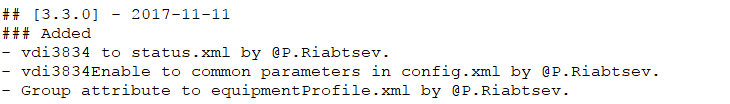 ## [3.3.0] - 2017-11-11
### Added
- vdi3834 to status.xml by @P.Riabtsev.
- vdi3834Enable to common parameters in config.xml by @P.Riabtsev.
- Group attribute to equipmentProfile.xml by @P.Riabtsev.